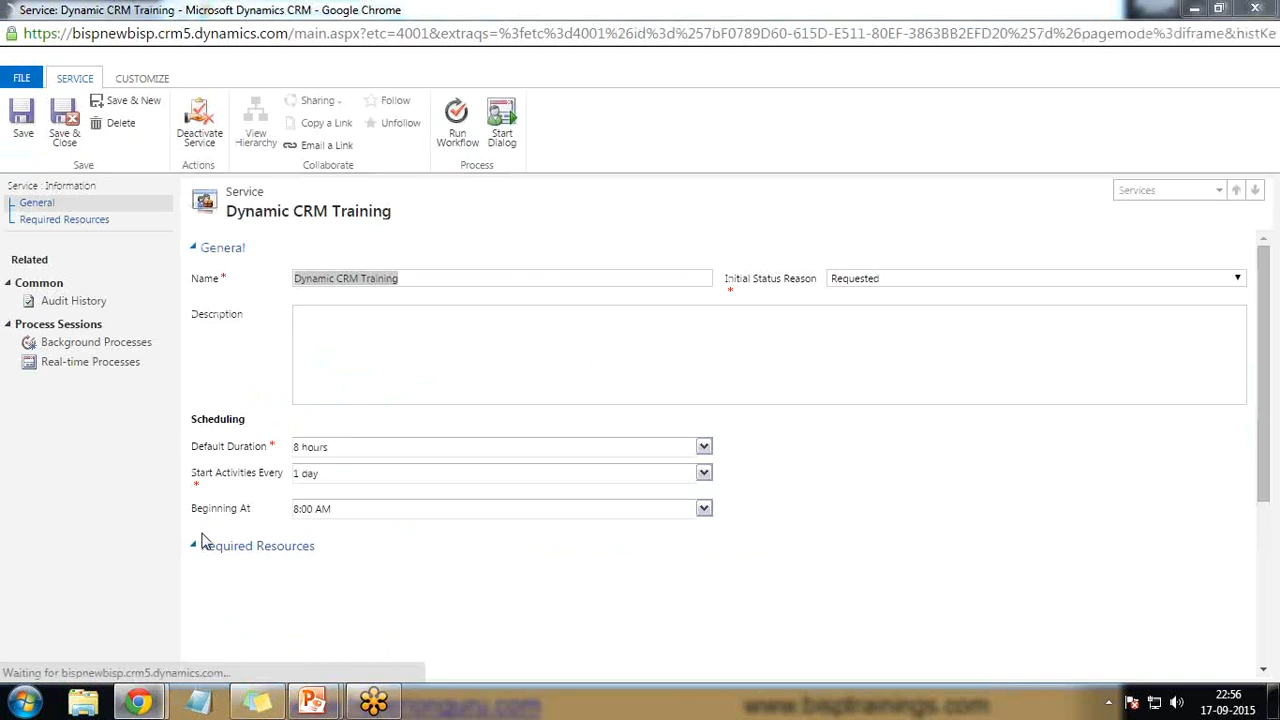 Service: Dynamic CRM Training - Microsoft Dynamics CRM - Google Chrome
https://bispnewbisp.crm5.dynamics.com/main.aspx?etc=4001&extraqs=%3fetc%3d4001%26id%3d%257bF0789D60-615D-E511-80EF-3863BB2EFD20%257d%26pagemode%3diframe&histKe
FILE SERVICE CUSTOMIZE
Save
Save & Close
Save & New
Delete
Save
Deactivate Service
Actions
View Hierarchy
Sharing
Copy a Link
Email a Link
Follow
Unfollow
Collaborate
Run Workflow
Start Dialog
Process
Service : Information
General
Required Resources
Related
Common
Audit History
Process Sessions
Background Processes
Real-time Processes
Service
Dynamic CRM Training
Services
General
Name * Dynamic CRM Training
Initial Status Reason * Requested
Description
Scheduling
Default Duration * 8 hours
Start Activities Every * 1 day
Beginning At 8:00 AM
Required Resources
Waiting for bispnewbisp.crm5.dynamics.com...
www.bisptrainings.com
22:56
17-09-2015